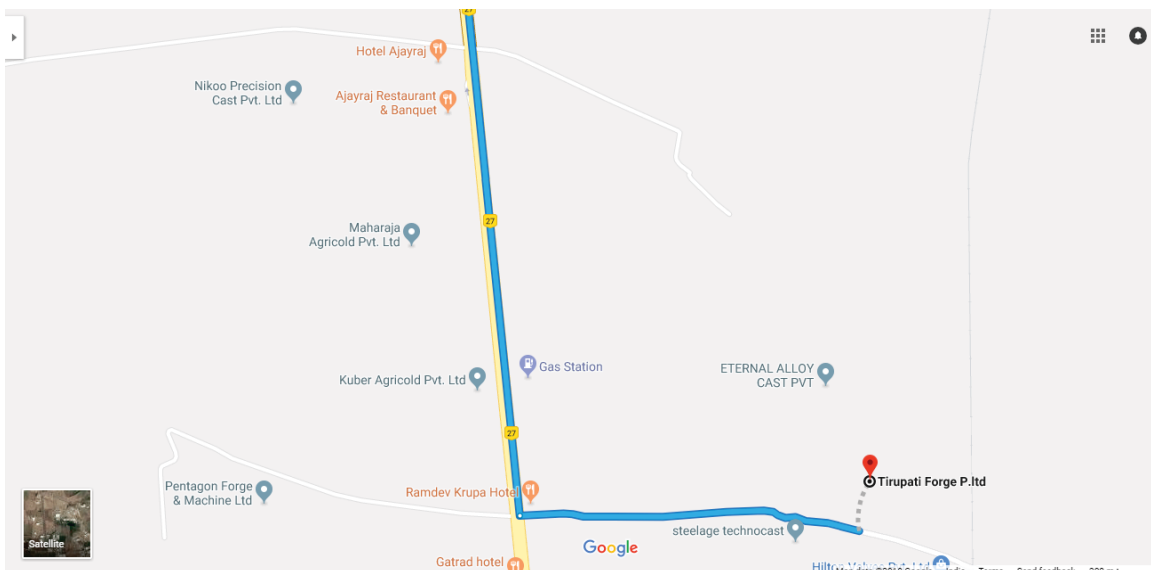 27
Hotel Ajayraj
Nikoo Precision
Cast Pvt. Ltd
Ajayraj Restaurant
& Banquet
27
Maharaja
Agricold Pvt. Ltd
Gas Station
Kuber Agricold Pvt. Ltd
ETERNAL ALLOY
CAST PVT
27
Tirupati Forge P.ltd
Pentagon Forge
& Machine Ltd
Ramdev Krupa Hotel
steelage technocast
Satellite
Google
Gatrad hotel